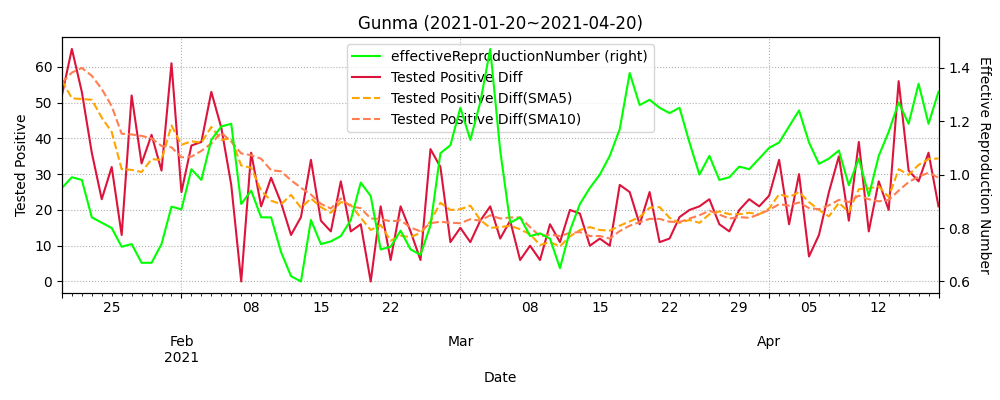 Gunma (2021-01-20~2021-04-20)
effectiveReproductionNumber (right)
Tested Positive Diff
Tested Positive Diff(SMA5)
Tested Positive Diff(SMA10)
Tested Positive
60
50
40
30
20
10
0
1.4
1.2
1.0
0.8
0.6
Effective Reproduction Number
25 08 15 22 08 15 22 29 05 12
Feb Mar Apr
2021
Date